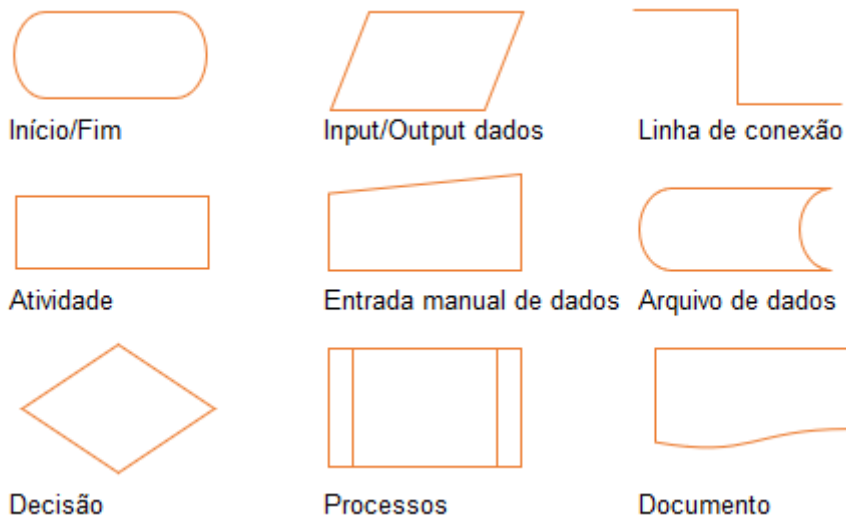 Início/Fim
Input/Output dados
Linha de conexão
Atividade
Entrada manual de dados
Arquivo de dados
Decisão
Processos
Documento